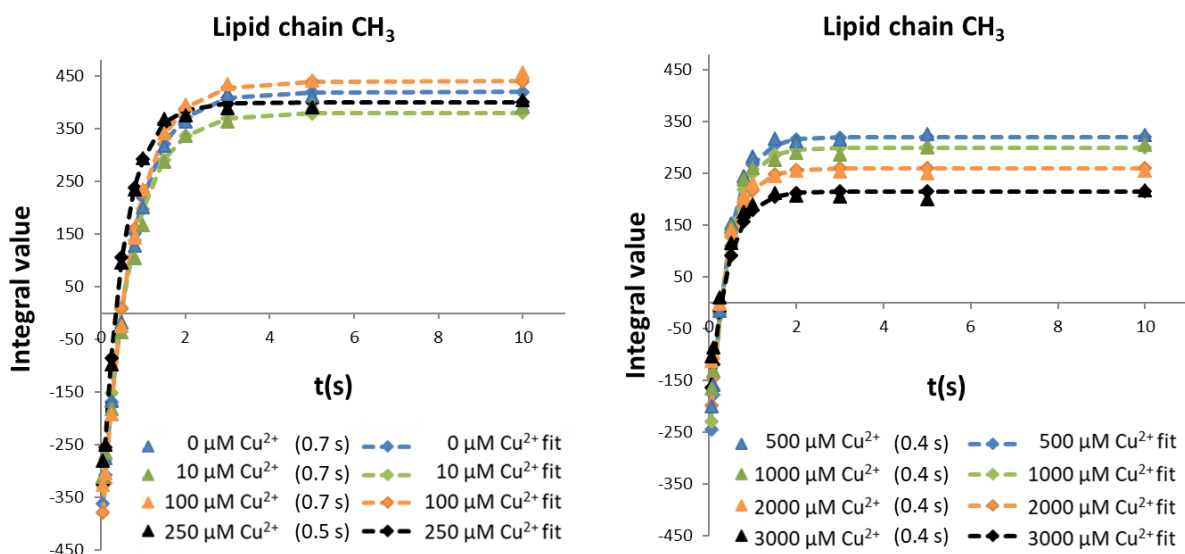 Lipid chain CH₃
450
350
250
150
50
-50
-150
-250
-350
-450
0 2 4 6 8 10
Integral value
t(s)
0 µM Cu²⁺ (0.7 s) 0 µM Cu²⁺ fit
10 µM Cu²⁺ (0.7 s) 10 µM Cu²⁺ fit
100 µM Cu²⁺ (0.7 s) 100 µM Cu²⁺ fit
250 µM Cu²⁺ (0.5 s) 250 µM Cu²⁺ fit
Lipid chain CH₃
450
350
250
150
50
-50
-150
-250
-350
-450
0 2 4 6 8 10
Integral value
t(s)
500 µM Cu²⁺ (0.4 s) 500 µM Cu²⁺ fit
1000 µM Cu²⁺ (0.4 s) 1000 µM Cu²⁺ fit
2000 µM Cu²⁺ (0.4 s) 2000 µM Cu²⁺ fit
3000 µM Cu²⁺ (0.4 s) 3000 µM Cu²⁺ fit